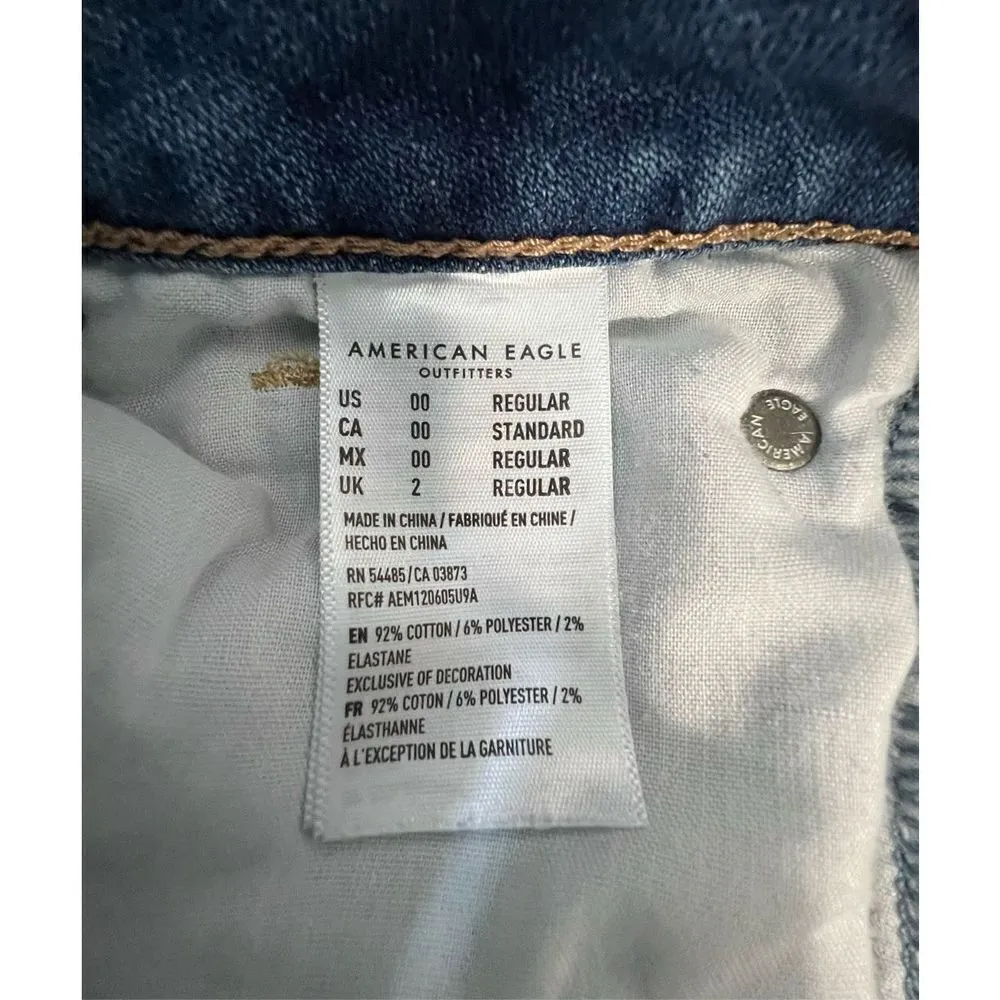 AMERICAN EAGLE
OUTFITTERS
US 00 REGULAR
CA 00 STANDARD
MX 00 REGULAR
UK 2 REGULAR
MADE IN CHINA / FABRIQUÉ EN CHINE /
HECHO EN CHINA
RN 54485/CA 03873
RFC# AEM120605U9A
EN 92% COTTON / 6% POLYESTER / 2%
ELASTANE
EXCLUSIVE OF DECORATION
FR 92% COTON / 6% POLYESTER / 2%
ÉLASTHANNE
À L'EXCEPTION DE LA GARNITURE
AMERICAN EAGLE